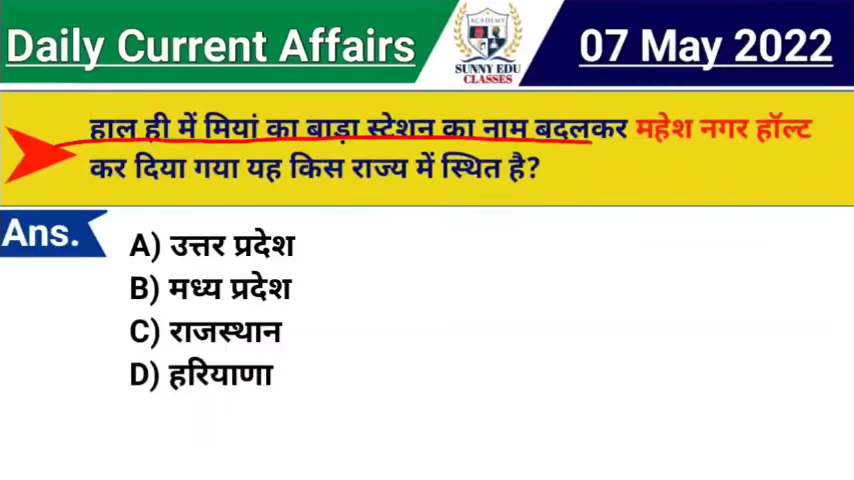 Daily Current Affairs
ACADEMY
SUNNY EDU
CLASSES
07 May 2022
हाल ही में मियां का बाड़ा स्टेशन का नाम बदलकर महेश नगर हॉल्ट
कर दिया गया यह किस राज्य में स्थित है?
Ans.
A) उत्तर प्रदेश
B) मध्य प्रदेश
C) राजस्थान
D) हरियाणा